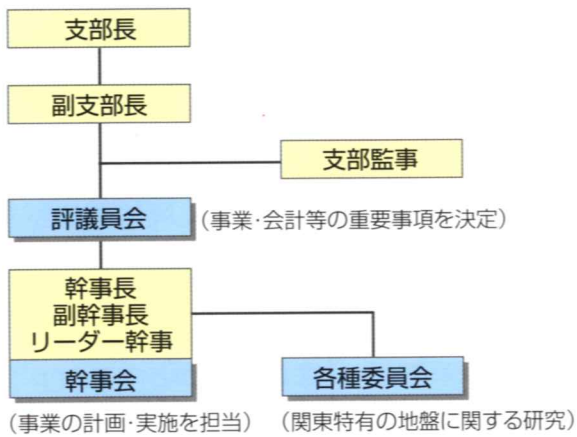 支部長
副支部長
支部監事
評議員会
(事業･会計等の重要事項を決定)
幹事長
副幹事長
リーダー幹事
幹事会
各種委員会
(事業の計画･実施を担当)
(関東特有の地盤に関する研究)